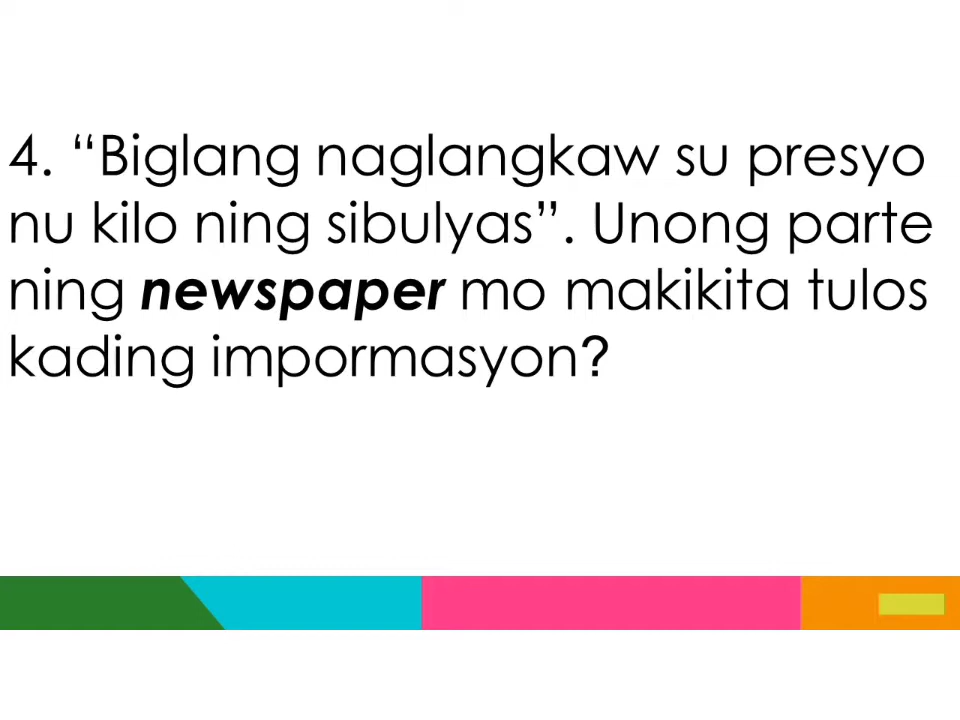 4. “Biglang naglangkaw su presyo
nu kilo ning sibulyas”. Unong parte
ning newspaper mo makikita tulos
kading impormasyon?